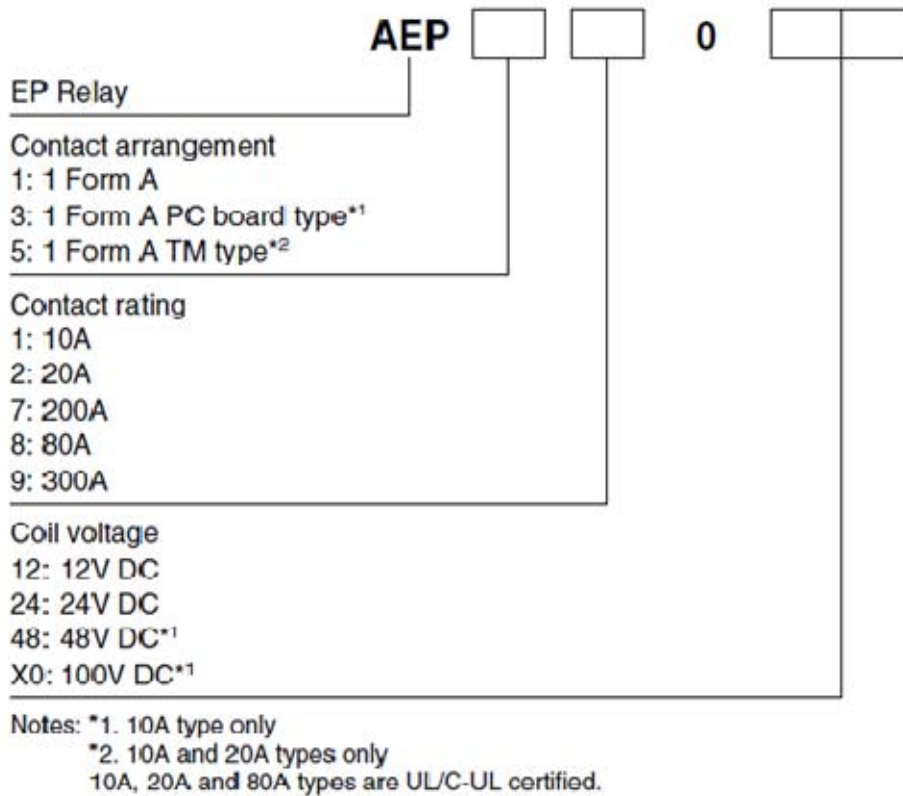 AEP 0
EP Relay
Contact arrangement
1: 1 Form A
3: 1 Form A PC board type*1
5: 1 Form A TM type*2
Contact rating
1: 10A
2: 20A
7: 200A
8: 80A
9: 300A
Coil voltage
12: 12V DC
24: 24V DC
48: 48V DC*1
X0: 100V DC*1
Notes: *1. 10A type only
*2. 10A and 20A types only
10A, 20A and 80A types are UL/C-UL certified.